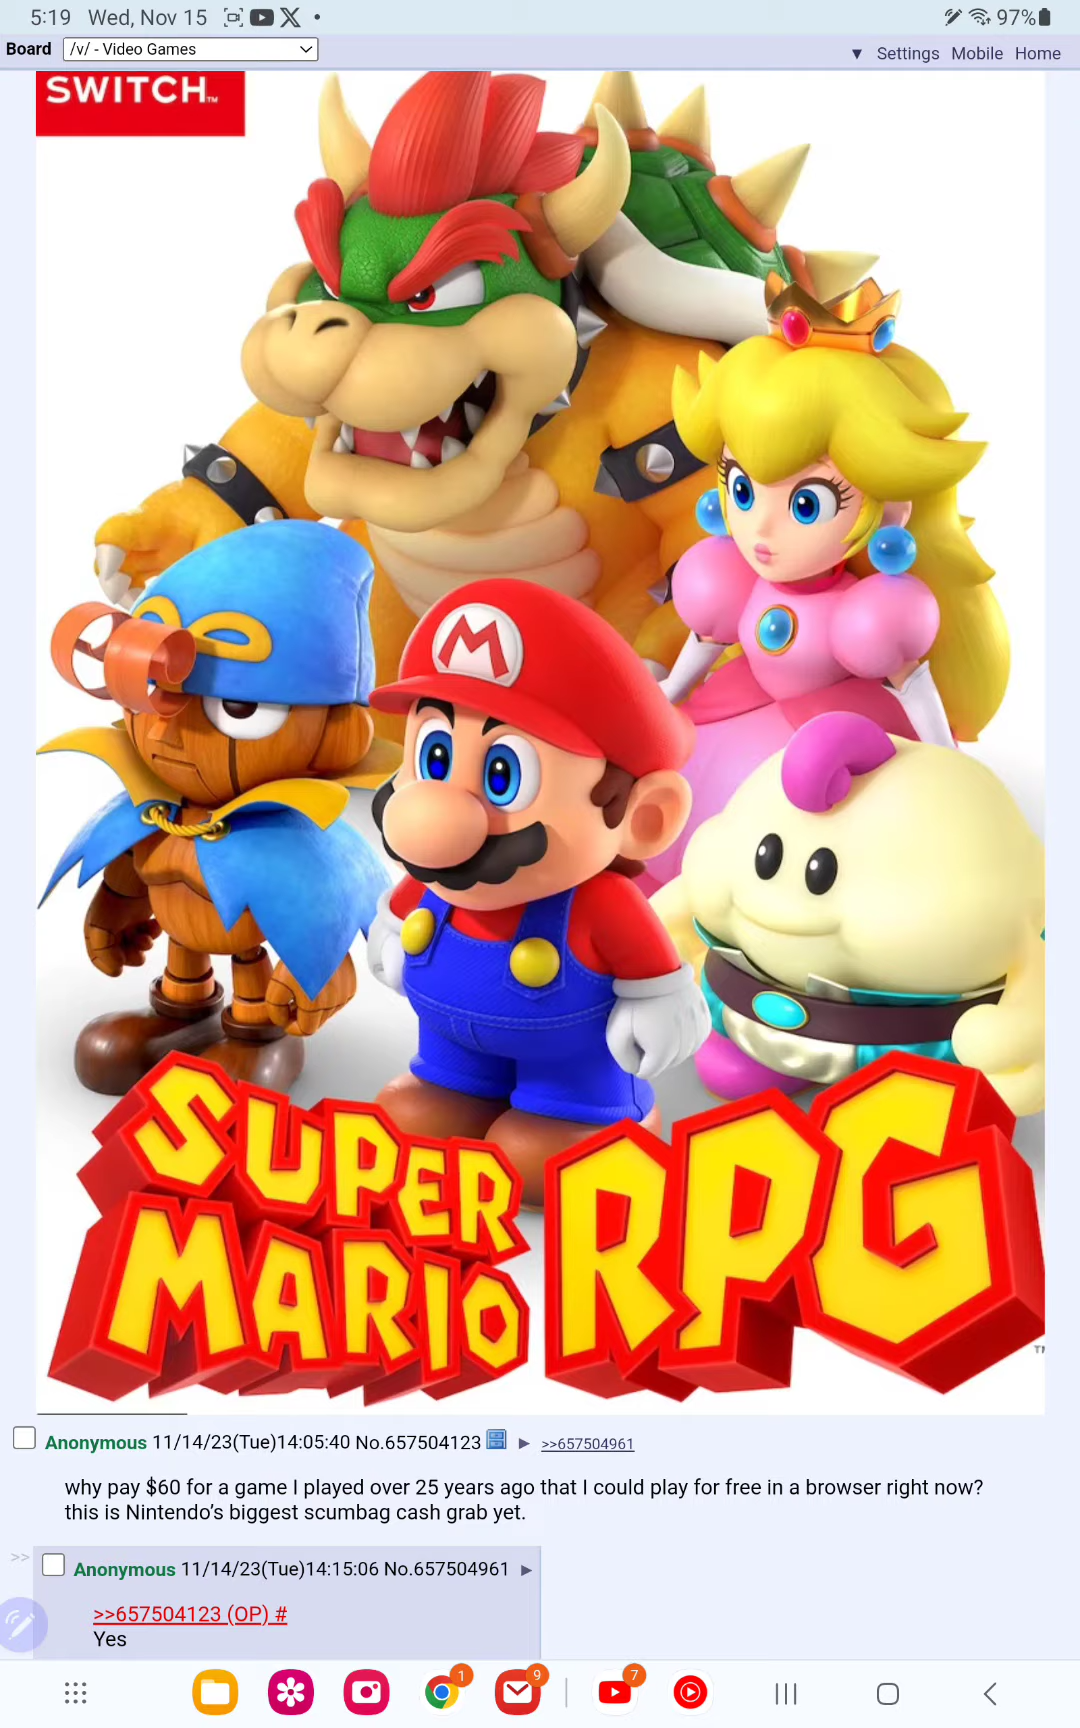 5:19 Wed, Nov 15 97%
Board /v/ - Video Games ▼ Settings Mobile Home
SWITCH™
M
SUPER
MARIO
RPG
TM
Anonymous 11/14/23(Tue)14:05:40 No.657504123 ▶ >>657504961
why pay $60 for a game I played over 25 years ago that I could play for free in a browser right now?
this is Nintendo’s biggest scumbag cash grab yet.
>> Anonymous 11/14/23(Tue)14:15:06 No.657504961 ▶
>>657504123 (OP) #
Yes
1 9 7